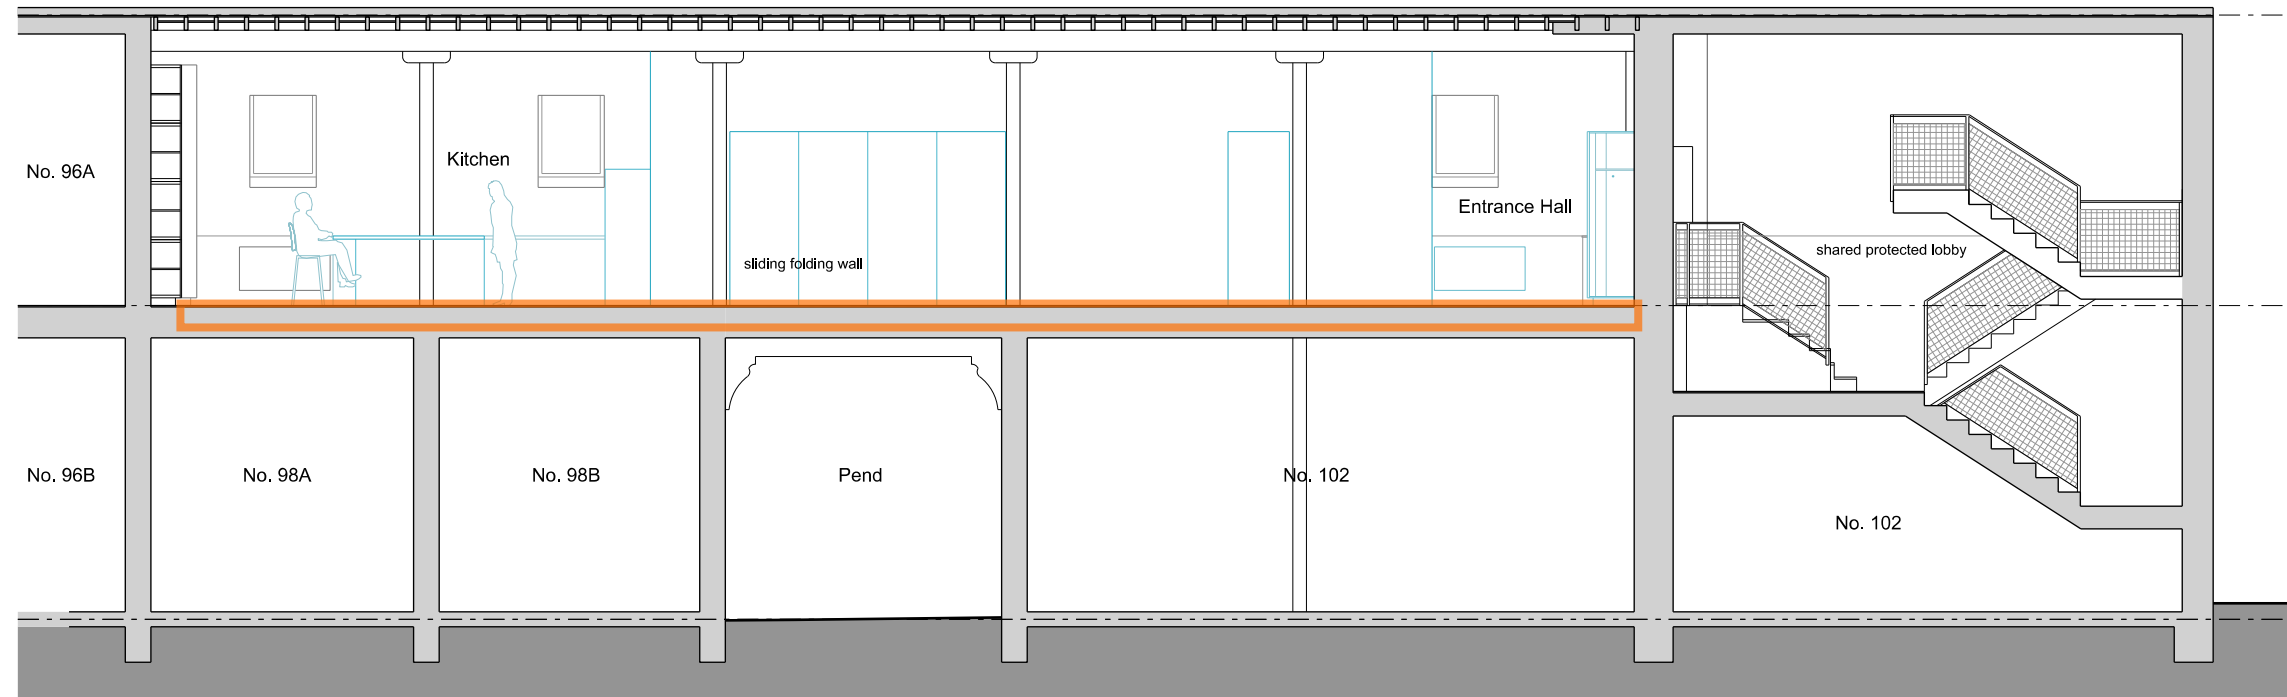 Kitchen
No. 96A
Entrance Hall
shared protected lobby
sliding folding wall
No. 96B
No. 98A
No. 98B
Pend
No. 102
No. 102